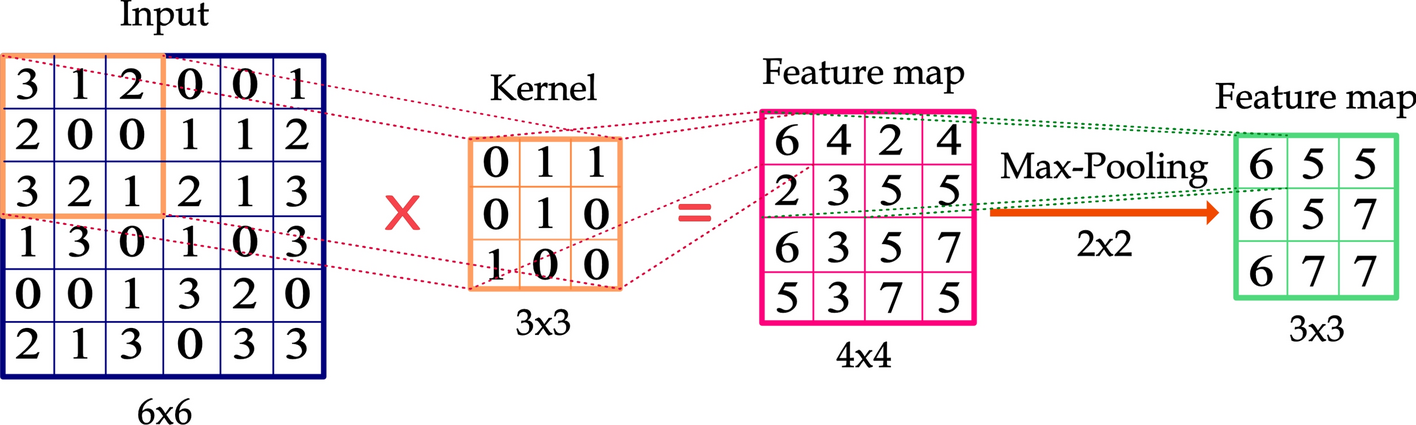 Input
3 1 2 0 0 1
2 0 0 1 1 2
3 2 1 2 1 3
1 3 0 1 0 3
0 0 1 3 2 0
2 1 3 0 3 3
6x6
x
Kernel
0 1 1
0 1 0
1 0 0
3x3
=
Feature map
6 4 2 4
2 3 5 5
6 3 5 7
5 3 7 5
4x4
Max-Pooling
2x2
Feature map
6 5 5
6 5 7
6 7 7
3x3